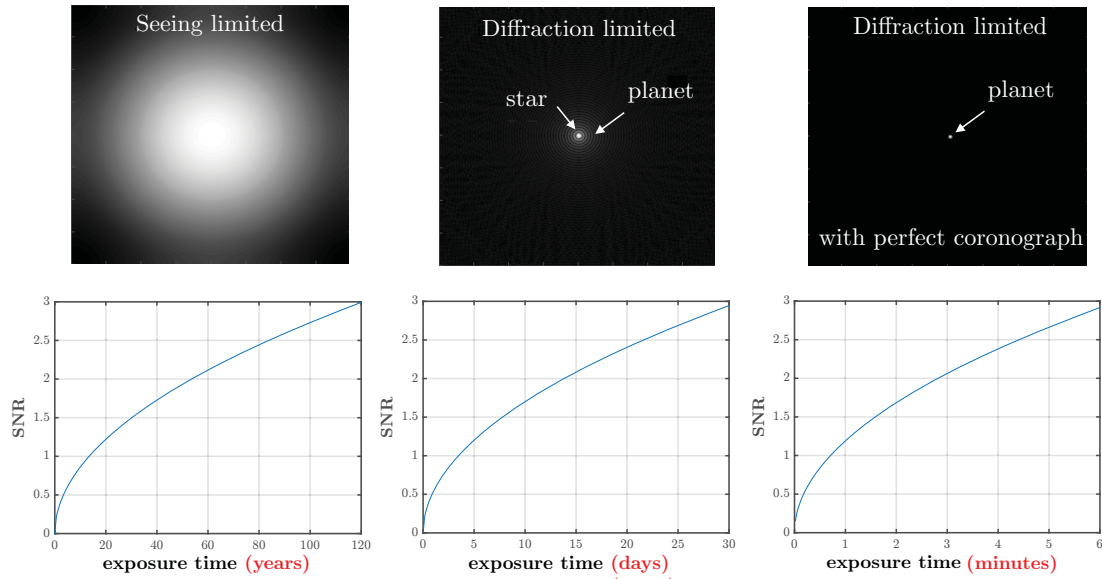 Seeing limited
Diffraction limited
star
planet
Diffraction limited
planet
with perfect coronograph
3
2.5
2
1.5
1
0.5
0
SNR
0 20 40 60 80 100 120
exposure time (years)
3
2.5
2
1.5
1
0.5
0
SNR
0 5 10 15 20 25 30
exposure time (days)
3
2.5
2
1.5
1
0.5
0
SNR
0 1 2 3 4 5 6
exposure time (minutes)